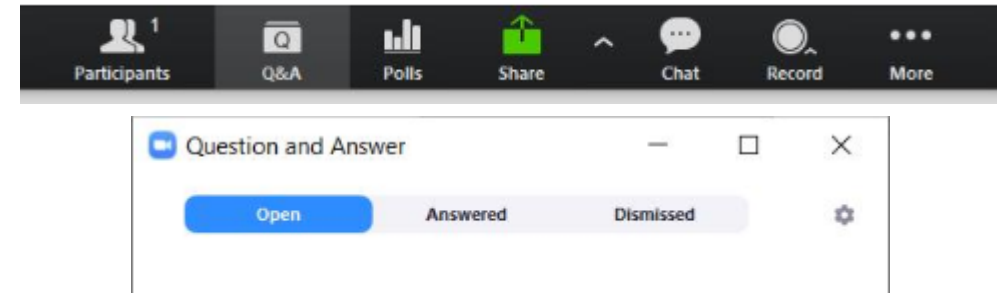 1
Q
Participants Q&A Polls Share Chat Record More
Question and Answer
Open Answered Dismissed